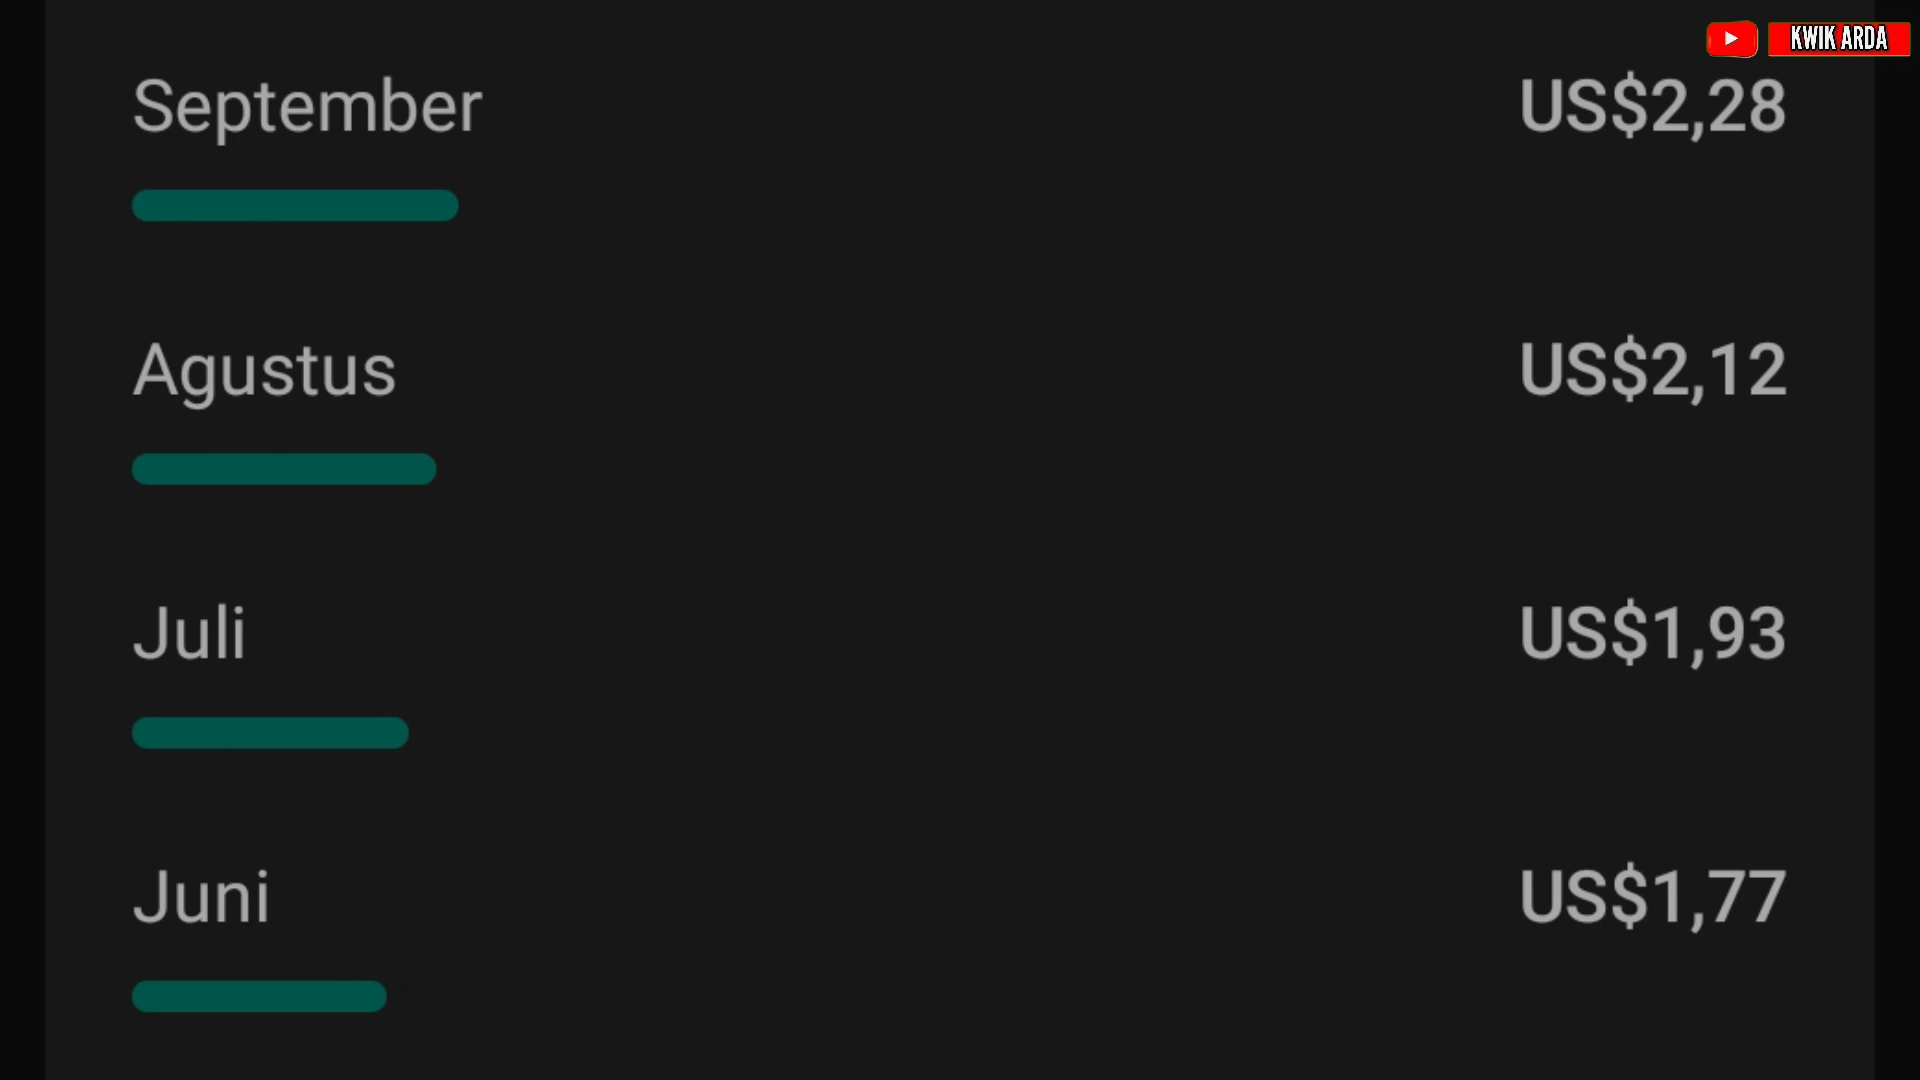 KWIK ARDA
September US$2,28
Agustus US$2,12
Juli US$1,93
Juni US$1,77